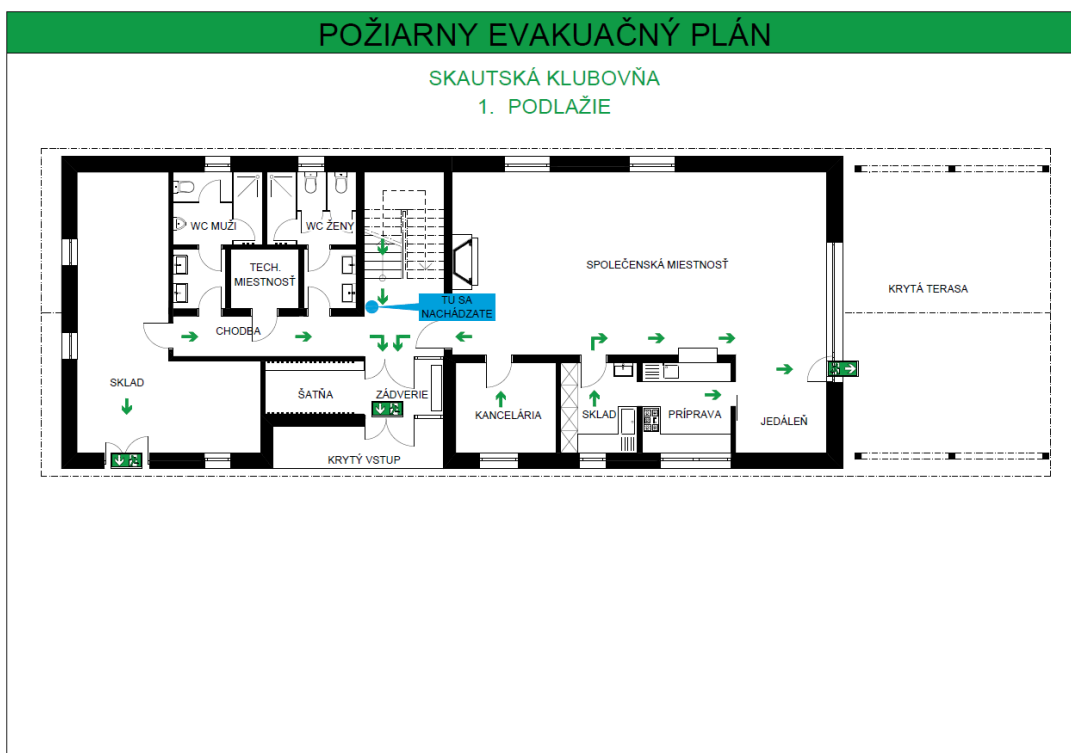 POŽIARNY EVAKUAČNÝ PLÁN
SKAUTSKÁ KLUBOVŇA
1. PODLAŽIE
WC MUŽI
WC ŽENY
TECH.
MIESTNOSŤ
SPOLOČENSKÁ MIESTNOSŤ
KRYTÁ TERASA
TU SA
NACHÁDZATE
CHODBA
SKLAD
ŠATŇA
ZÁDVERIE
KANCELÁRIA
SKLAD
PRÍPRAVA
JEDÁLEŇ
KRYTÝ VSTUP